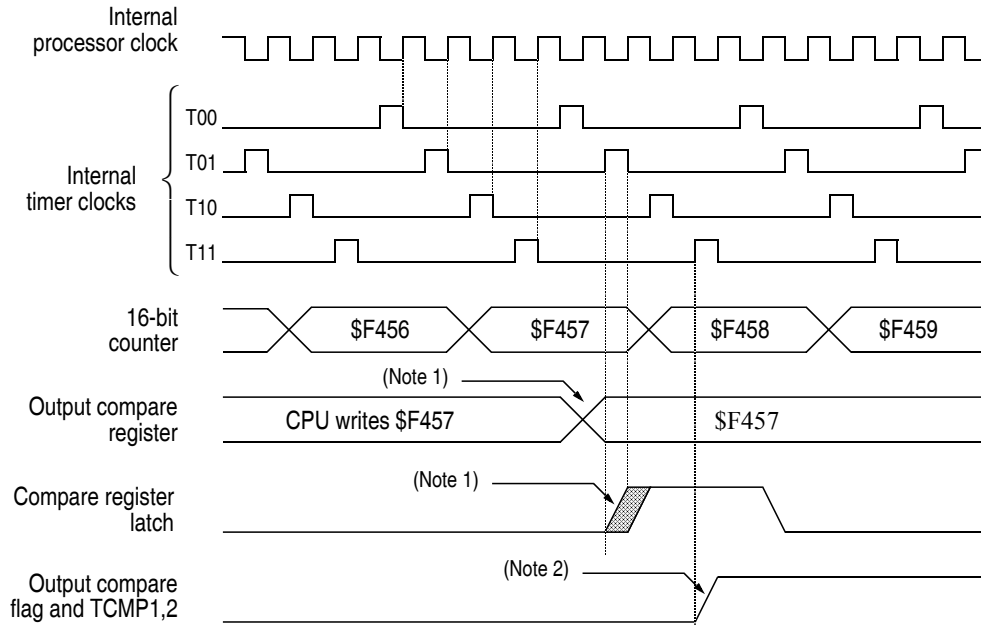 Internal
processor clock
T00
T01
Internal
timer clocks
T10
T11
16-bit
counter
$F456
$F457
$F458
$F459
(Note 1)
Output compare
register
CPU writes $F457
$F457
(Note 1)
Compare register
latch
(Note 2)
Output compare
flag and TCMP1,2